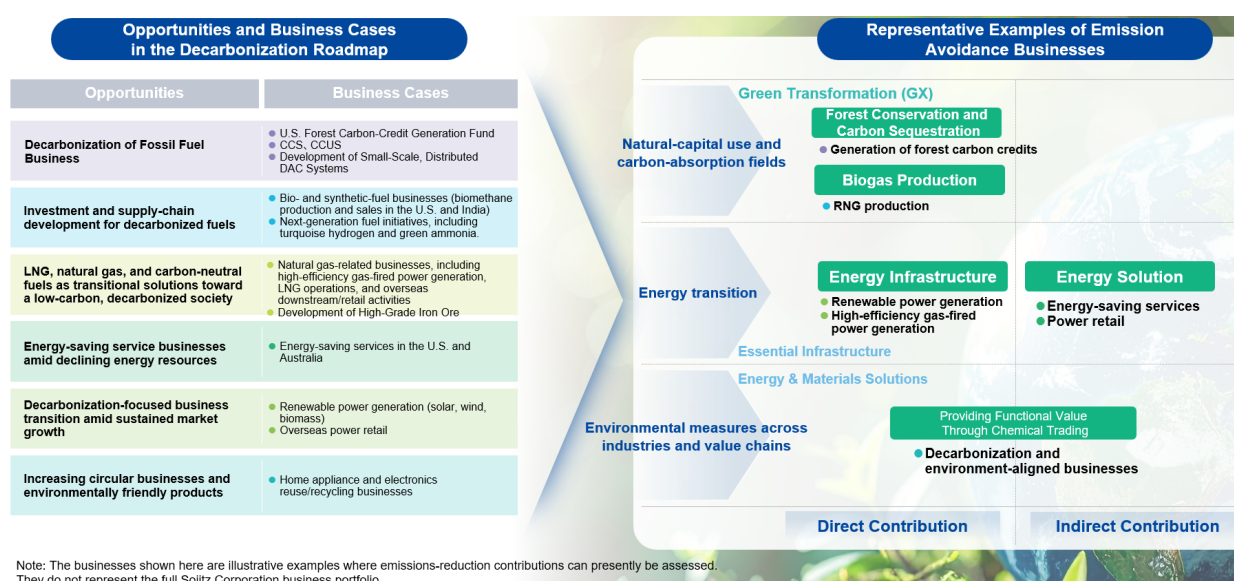 Opportunities and Business Cases
in the Decarbonization Roadmap
Opportunities
Business Cases
Decarbonization of Fossil Fuel
Business
U.S. Forest Carbon-Credit Generation Fund
CCS、CCUS
Development of Small-Scale, Distributed
DAC Systems
Investment and supply-chain
development for decarbonized fuels
Bio- and synthetic-fuel businesses (biomethane
production and sales in the U.S. and India)
Next-generation fuel initiatives, including
turquoise hydrogen and green ammonia.
LNG, natural gas, and carbon-neutral
fuels as transitional solutions toward
a low-carbon, decarbonized society
Natural gas-related businesses, including
high-efficiency gas-fired power generation,
LNG operations, and overseas
downstream/retail activities
Development of High-Grade Iron Ore
Energy-saving service businesses
amid declining energy resources
Energy-saving services in the U.S. and
Australia
Decarbonization-focused business
transition amid sustained market
growth
Renewable power generation (solar, wind,
biomass)
Overseas power retail
Increasing circular businesses and
environmentally friendly products
Home appliance and electronics
reuse/recycling businesses
Representative Examples of Emission
Avoidance Businesses
Green Transformation (GX)
Natural-capital use and
carbon-absorption fields
Forest Conservation and
Carbon Sequestration
Generation of forest carbon credits
Biogas Production
RNG production
Energy transition
Energy Infrastructure
Renewable power generation
High-efficiency gas-fired
power generation
Energy Solution
Energy-saving services
Power retail
Essential Infrastructure
Energy & Materials Solutions
Environmental measures across
industries and value chains
Providing Functional Value
Through Chemical Trading
Decarbonization and
environment-aligned businesses
Direct Contribution
Indirect Contribution
Note: The businesses shown here are illustrative examples where emissions-reduction contributions can presently be assessed.
They do not represent the full Sojitz Corporation business portfolio